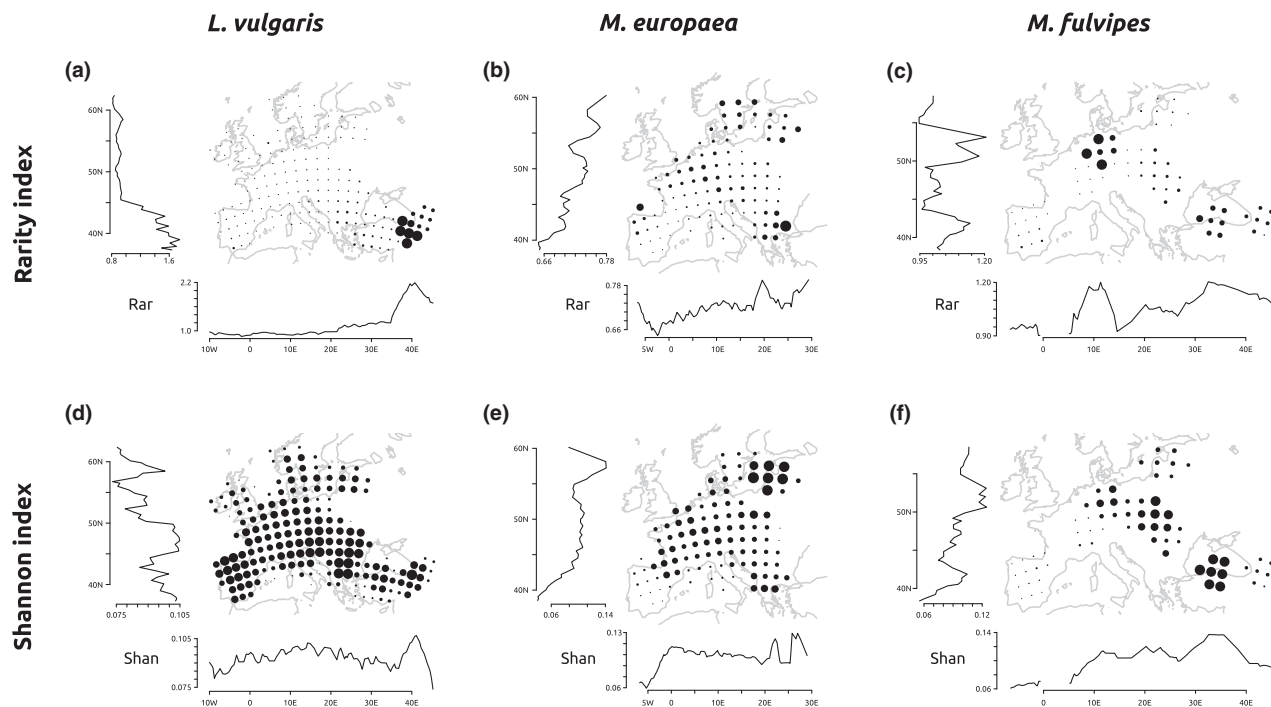 L. vulgaris
M. europaea
M. fulvipes
Rarity index
(a)
60N
50N
40N
0.8
1.6
Rar
2.2
1.0
10W
0
10E
20E
30E
40E
(b)
60N
50N
40N
0.66
0.78
Rar
0.78
0.66
5W
0
10E
20E
30E
(c)
50N
40N
0.95
1.20
Rar
1.20
0.90
0
10E
20E
30E
40E
Shannon index
(d)
60N
50N
40N
0.075
0.105
Shan
0.105
0.075
10W
0
10E
20E
30E
40E
(e)
60N
50N
40N
0.06
0.14
Shan
0.13
0.06
5W
0
10E
20E
30E
(f)
50N
40N
0.06
0.12
Shan
0.14
0.06
0
10E
20E
30E
40E